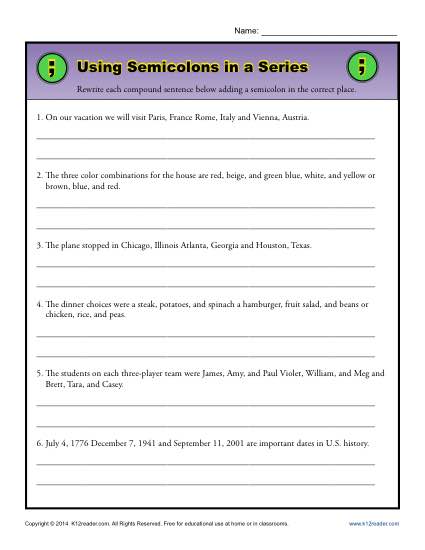 Name: ___________________________
; Using Semicolons in a Series ;
Rewrite each compound sentence below adding a semicolon in the correct place.
1. On our vacation we will visit Paris, France Rome, Italy and Vienna, Austria.
2. The three color combinations for the house are red, beige, and green blue, white, and yellow or
brown, blue, and red.
3. The plane stopped in Chicago, Illinois Atlanta, Georgia and Houston, Texas.
4. The dinner choices were a steak, potatoes, and spinach a hamburger, fruit salad, and beans or
chicken, rice, and peas.
5. The students on each three-player team were James, Amy, and Paul Violet, William, and Meg and
Brett, Tara, and Casey.
6. July 4, 1776 December 7, 1941 and September 11, 2001 are important dates in U.S. history.
Copyright © 2014 K12reader.com. All Rights Reserved. Free for educational use at home or in classrooms. www.k12reader.com